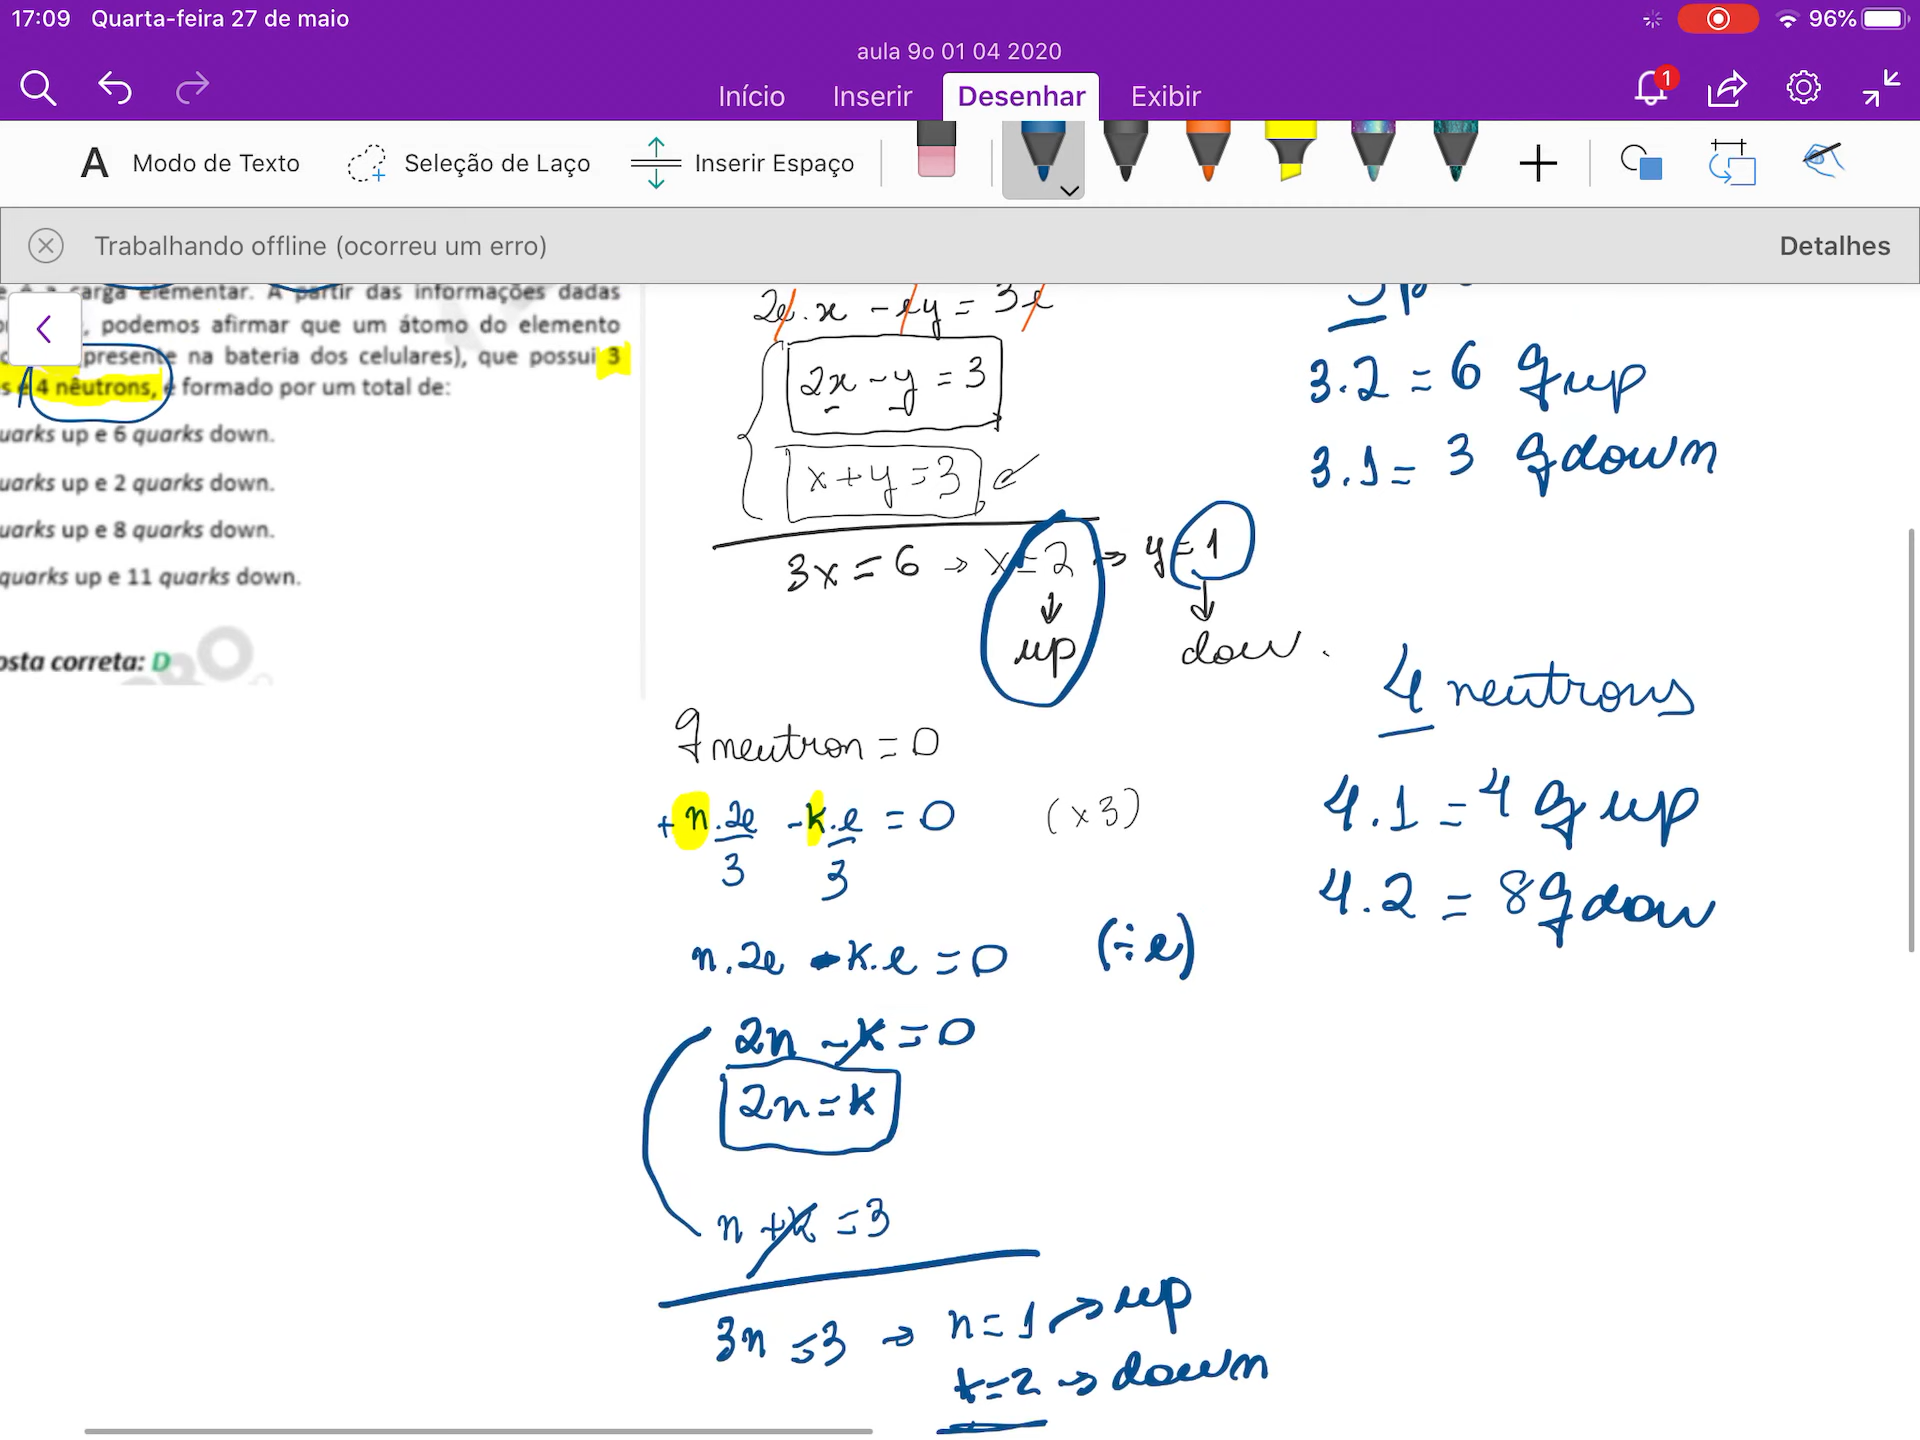 17:09 Quarta-feira 27 de maio
96%
aula 9o 01 04 2020
Início Inserir Desenhar Exibir
1
A Modo de Texto Seleção de Laço Inserir Espaço
Trabalhando offline (ocorreu um erro) Detalhes
carga elementar. A partir das informações dadas
, podemos afirmar que um átomo do elemento
presente na bateria dos celulares), que possui 3
s e 4 nêutrons, é formado por um total de:
uarks up e 6 quarks down.
uarks up e 2 quarks down.
uarks up e 8 quarks down.
quarks up e 11 quarks down.
osta correta: D
2e.x - ey = 3e
2x - y = 3
x + y = 3
3x = 6 → x = 2 → y = 1
↓ up
↓ dow.
q neutron = 0
+ n.2e/3 - k.e/3 = 0 (x3)
n.2e - k.e = 0 (÷e)
2n - k = 0
2n = k
n + k = 3
3n = 3 → n = 1 → up
k = 2 → down
3.2 = 6 q up
3.1 = 3 q down
4 neutrons
4.1 = 4 q up
4.2 = 8 q dow